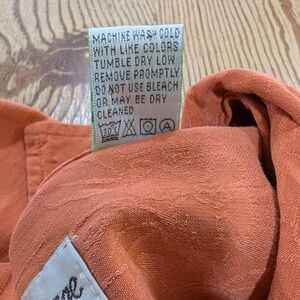 MACHINE WASH COLD
WITH LIKE COLORS
TUMBLE DRY LOW
REMOVE PROMPTLY
DO NOT USE BLEACH
OR MAY BE DRY
CLEANED